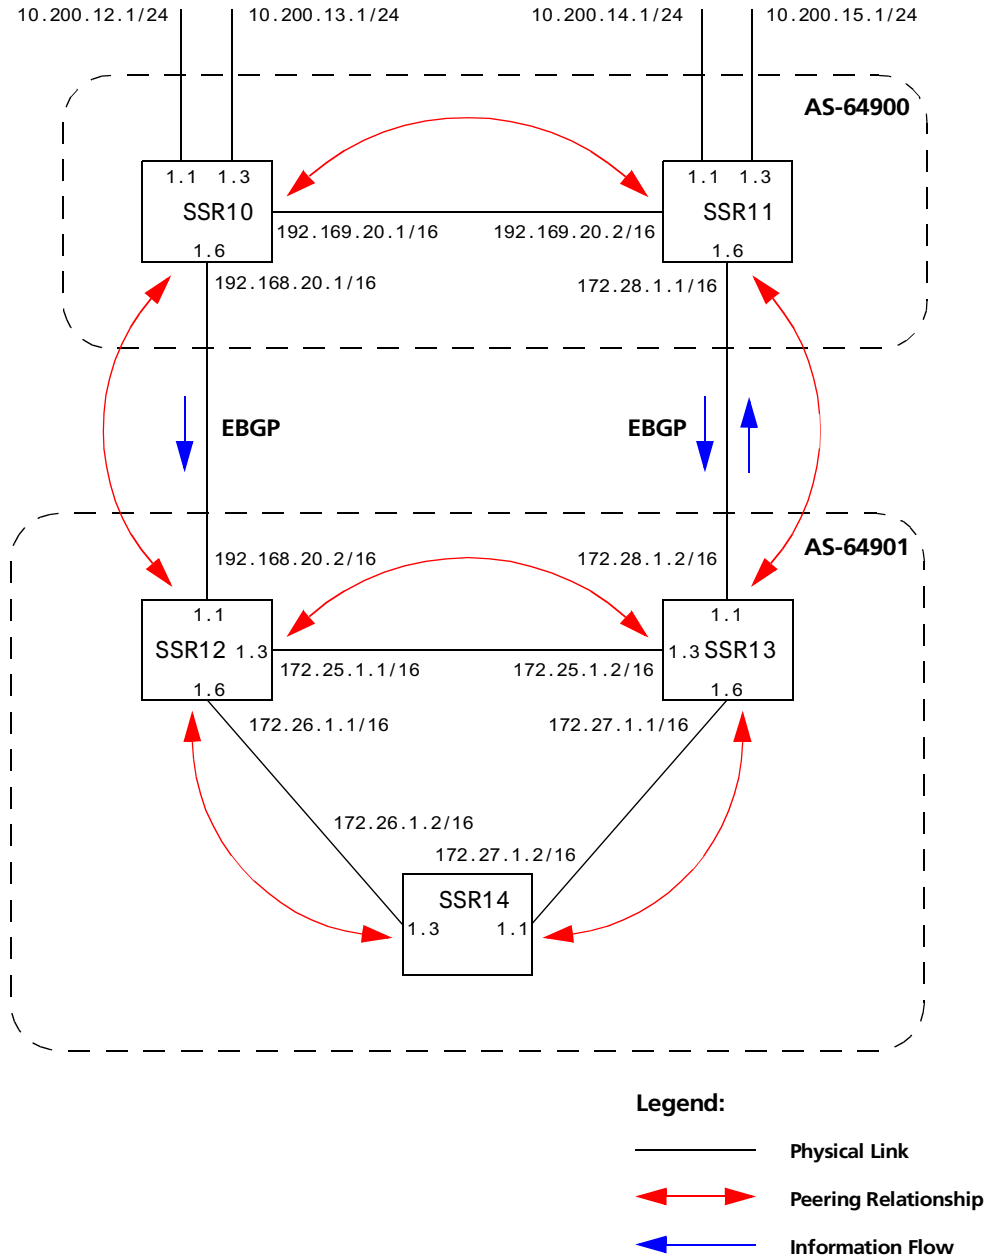 10.200.12.1/24
10.200.13.1/24
10.200.14.1/24
10.200.15.1/24
AS-64900
1.1 1.3
SSR10
1.6
1.1 1.3
SSR11
1.6
192.169.20.1/16
192.169.20.2/16
192.168.20.1/16
172.28.1.1/16
EBGP
EBGP
AS-64901
192.168.20.2/16
172.28.1.2/16
1.1
SSR12 1.3
1.6
1.1
1.3 SSR13
1.6
172.25.1.1/16
172.25.1.2/16
172.26.1.1/16
172.27.1.1/16
172.26.1.2/16
172.27.1.2/16
SSR14
1.3 1.1
Legend:
Physical Link
Peering Relationship
Information Flow